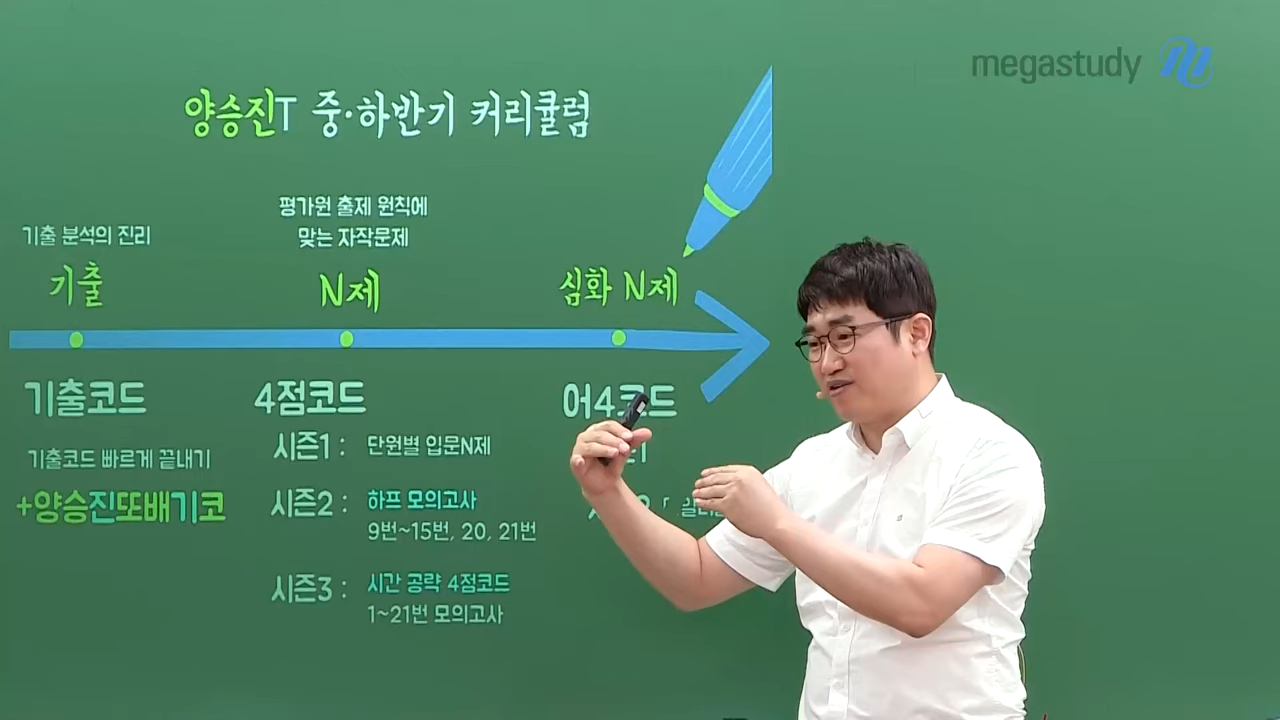 megastudy
양승진T 중·하반기 커리큘럼
기출 분석의 진리
기출
평가원 출제 원칙에
맞는 자작문제
N제
심화 N제
기출코드
기출코드 빠르게 끝내기
+양승진또배기코
4점코드
시즌1 : 단원별 입문N제
시즌2 : 하프 모의고사
9번~15번, 20, 21번
시즌3 : 시간 공략 4점코드
1~21번 모의고사
어4코드